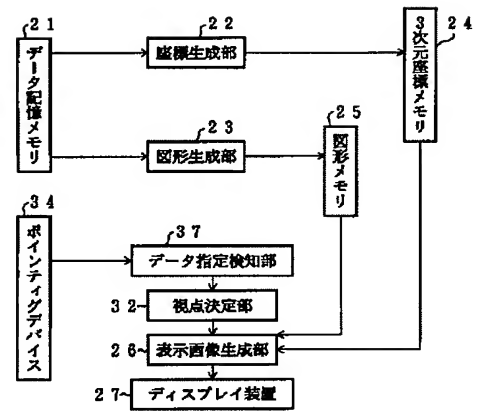 21
データ記憶メモリ
22
座標生成部
3次元座標メモリ
24
23
図形生成部
25
図形メモリ
34
ポインティグデバイス
37
データ指定検知部
32
視点決定部
26
表示画像生成部
27
ディスプレイ装置